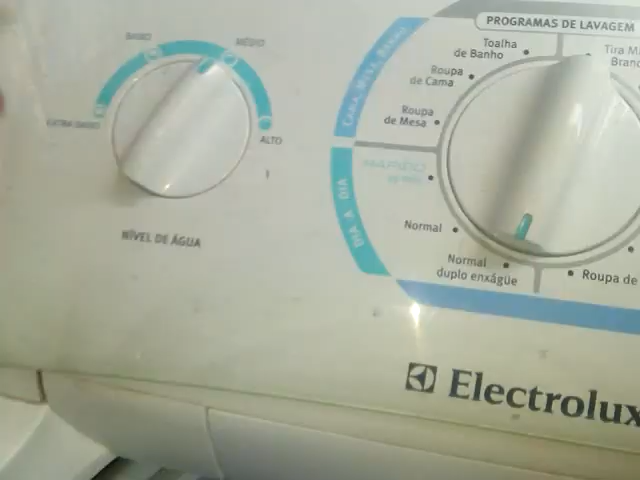 PROGRAMAS DE LAVAGEM
BAIXO
MÉDIO
EXTRA BAIXO
ALTO
NÍVEL DE ÁGUA
CAMA, MESA, BANHO
Toalha
de Banho
Roupa
de Cama
Roupa
de Mesa
Tira
Branc
DIA A DIA
RÁPIDO
Normal
Normal
duplo enxágüe
Roupa de
Electrolux